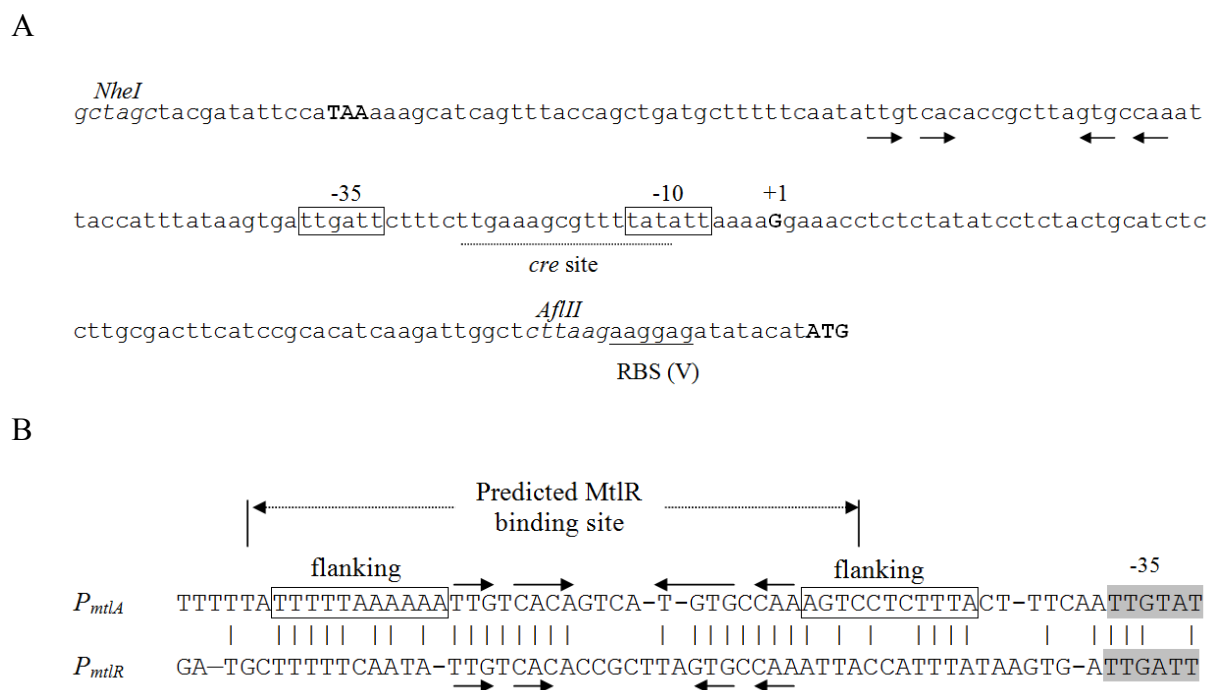 A
NheI
gctagctacgatattccaTAAaaagcatcagtttaccagctgatgctttttcaatattgtcacaccgcttagtgccaaat
-35 -10 +1
taccatttataagtgattgattctttcttgaaagcgttttatattaaaaGgaaacctctctatatcctctactgcatctc
cre site
AflII
cttgcgacttcatccgcacatcaagattggctcttaagaaggagatatacatATG
RBS (V)
B
Predicted MtlR
binding site
flanking flanking -35
PmtlA TTTTTATTTTTAAAAAATTGTCACAGTCA-T-GTGCCAAAGTCCTCTTTACT-TTCAATTGTAT
PmtlR GA–TGCTTTTTCAATA-TTGTCACACCGCTTAGTGCCAAATTACCATTTATAAGTG-ATTGATT